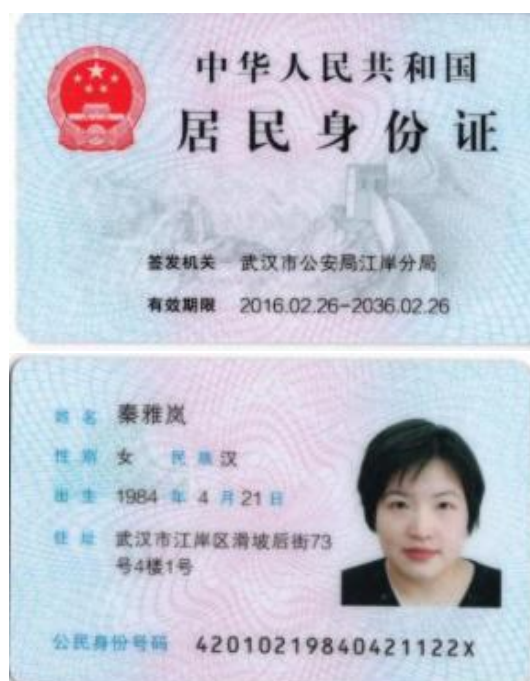 中华人民共和国
居民身份证
签发机关 武汉市公安局江岸分局
有效期限 2016.02.26-2036.02.26
姓名 秦雅岚
性别 女 民族 汉
出生 1984 年 4 月 21 日
住址 武汉市江岸区滑坡后街73
号4楼1号
公民身份号码 42010219840421122X